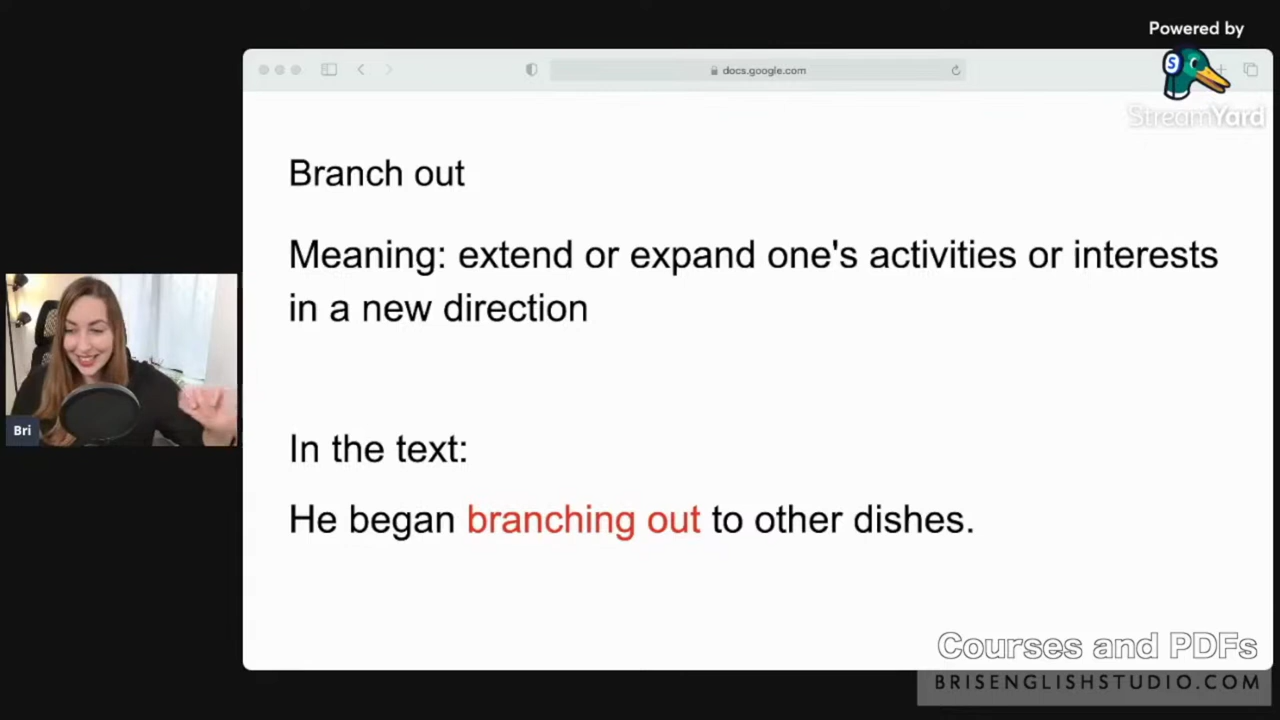 Powered by
S
StreamYard
docs.google.com
Branch out
Meaning: extend or expand one's activities or interests
in a new direction
Bri
In the text:
He began branching out to other dishes.
Courses and PDFs
BRISENGLISHSTUDIO.COM